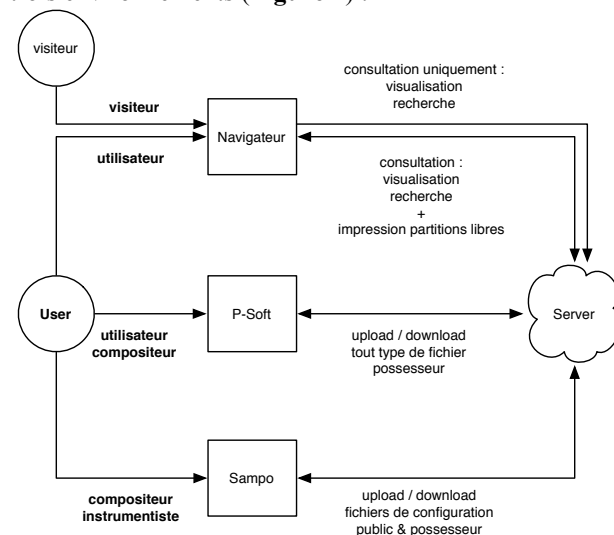 visiteur
consultation uniquement :
visualisation
recherche
visiteur
Navigateur
utilisateur
consultation :
visualisation
recherche
+
impression partitions libres
User
P-Soft
Server
utilisateur
compositeur
upload / download
tout type de fichier
possesseur
Sampo
compositeur
instrumentiste
upload / download
fichiers de configuration
public & possesseur